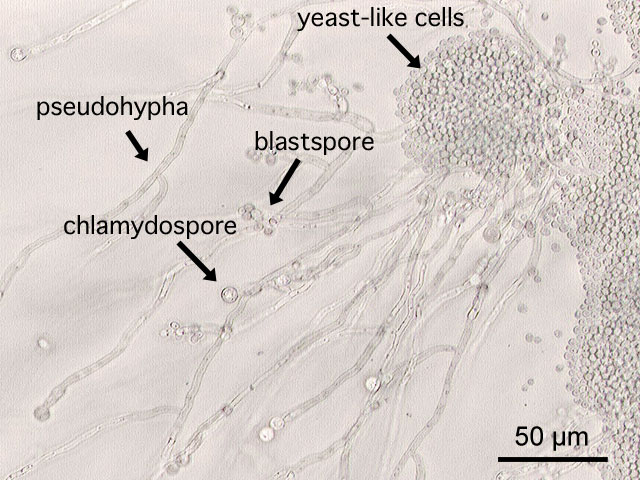 yeast-like cells
pseudohypha
blastspore
chlamydospore
50 µm